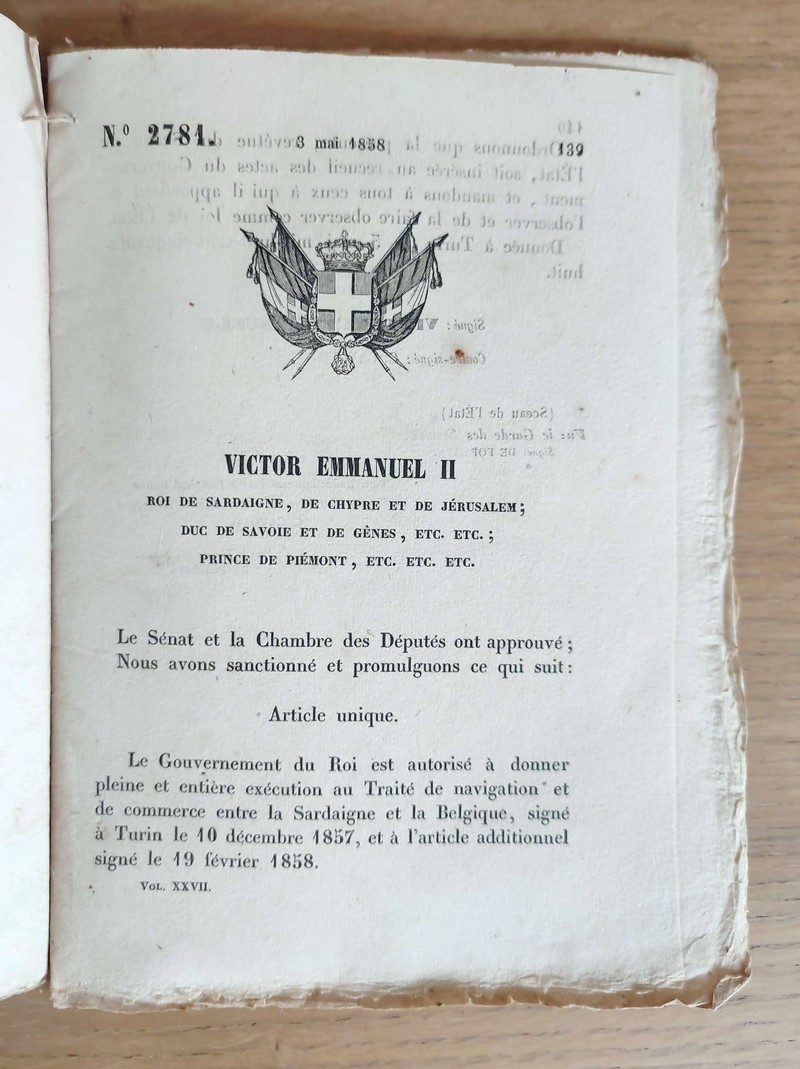 N.º 2781.
3 mai 1858
139
VICTOR EMMANUEL II
ROI DE SARDAIGNE, DE CHYPRE ET DE JÉRUSALEM;
DUC DE SAVOIE ET DE GÊNES, ETC. ETC.;
PRINCE DE PIÉMONT, ETC. ETC. ETC.
Le Sénat et la Chambre des Députés ont approuvé;
Nous avons sanctionné et promulguons ce qui suit:
Article unique.
Le Gouvernement du Roi est autorisé à donner
pleine et entière exécution au Traité de navigation et
de commerce entre la Sardaigne et la Belgique, signé
à Turin le 10 décembre 1857, et à l'article additionnel
signé le 19 février 1858.
VOL. XXVII.